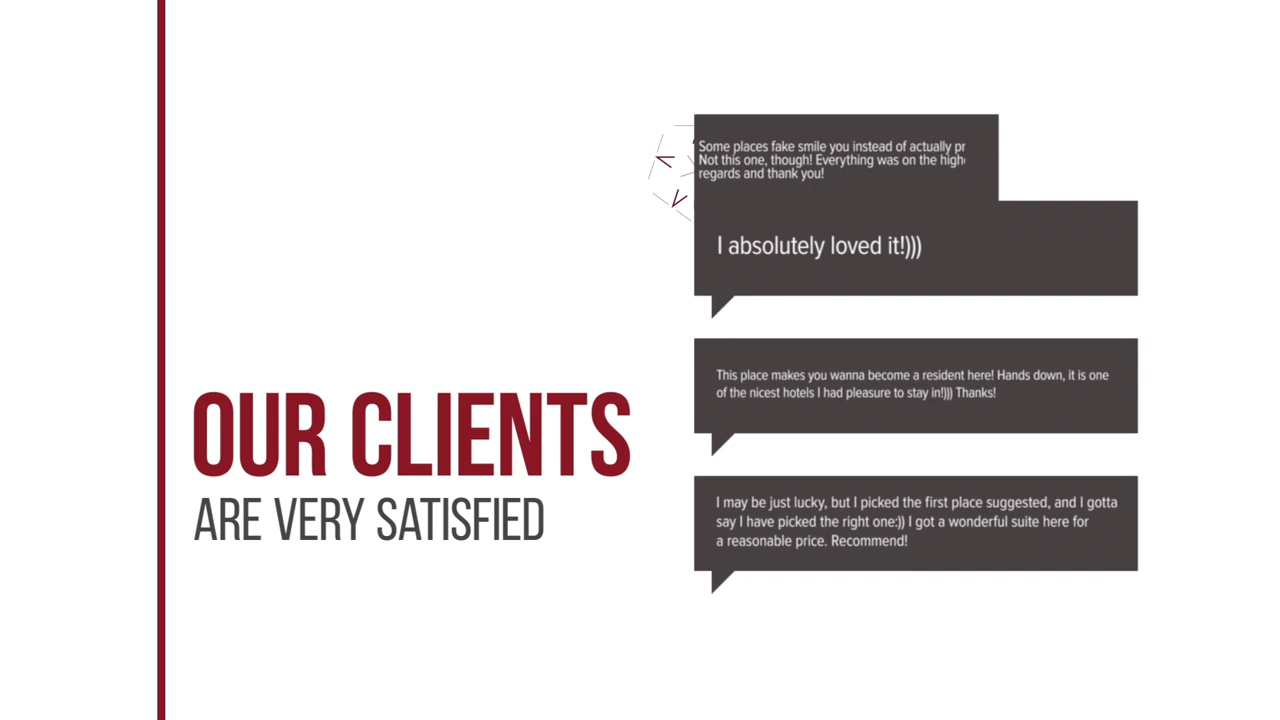 Some places fake smile you instead of actually
Not this one, though! Everything was on the
regards and thank you!
I absolutely loved it!)))
This place makes you wanna become a resident here! Hands down, it is one
of the nicest hotels I had pleasure to stay in!))) Thanks!
OUR CLIENTS
ARE VERY SATISFIED
I may be just lucky, but I picked the first place suggested, and I gotta
say I have picked the right one:)) I got a wonderful suite here for
a reasonable price. Recommend!